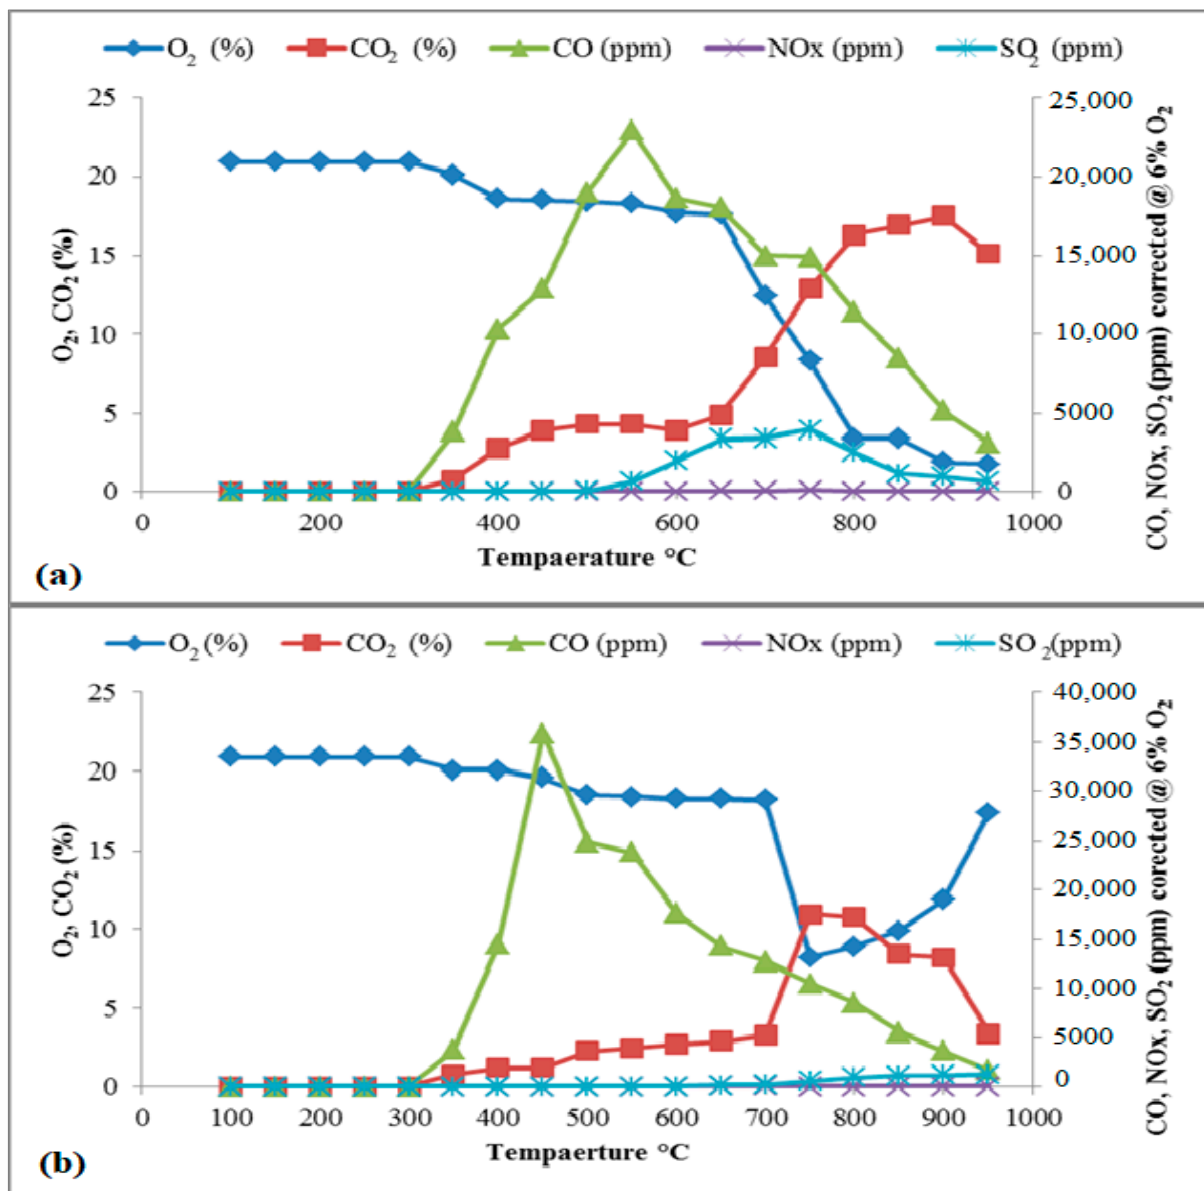 O2 (%) CO2 (%) CO (ppm) NOx (ppm) SO2 (ppm)
25 25,000
20 20,000
15 15,000
10 10,000
5 5000
0 0
0 200 400 600 800 1000
O2, CO2 (%)
CO, NOx, SO2 (ppm) corrected @ 6% O2
Tempaerature °C
(a)
O2 (%) CO2 (%) CO (ppm) NOx (ppm) SO2 (ppm)
25 40,000
35,000
20 30,000
15 25,000
20,000
10 15,000
10,000
5 5000
0 0
0 100 200 300 400 500 600 700 800 900 1000
O2, CO2 (%)
CO, NOx, SO2 (ppm) corected @ 6% O2
Tempaerture °C
(b)